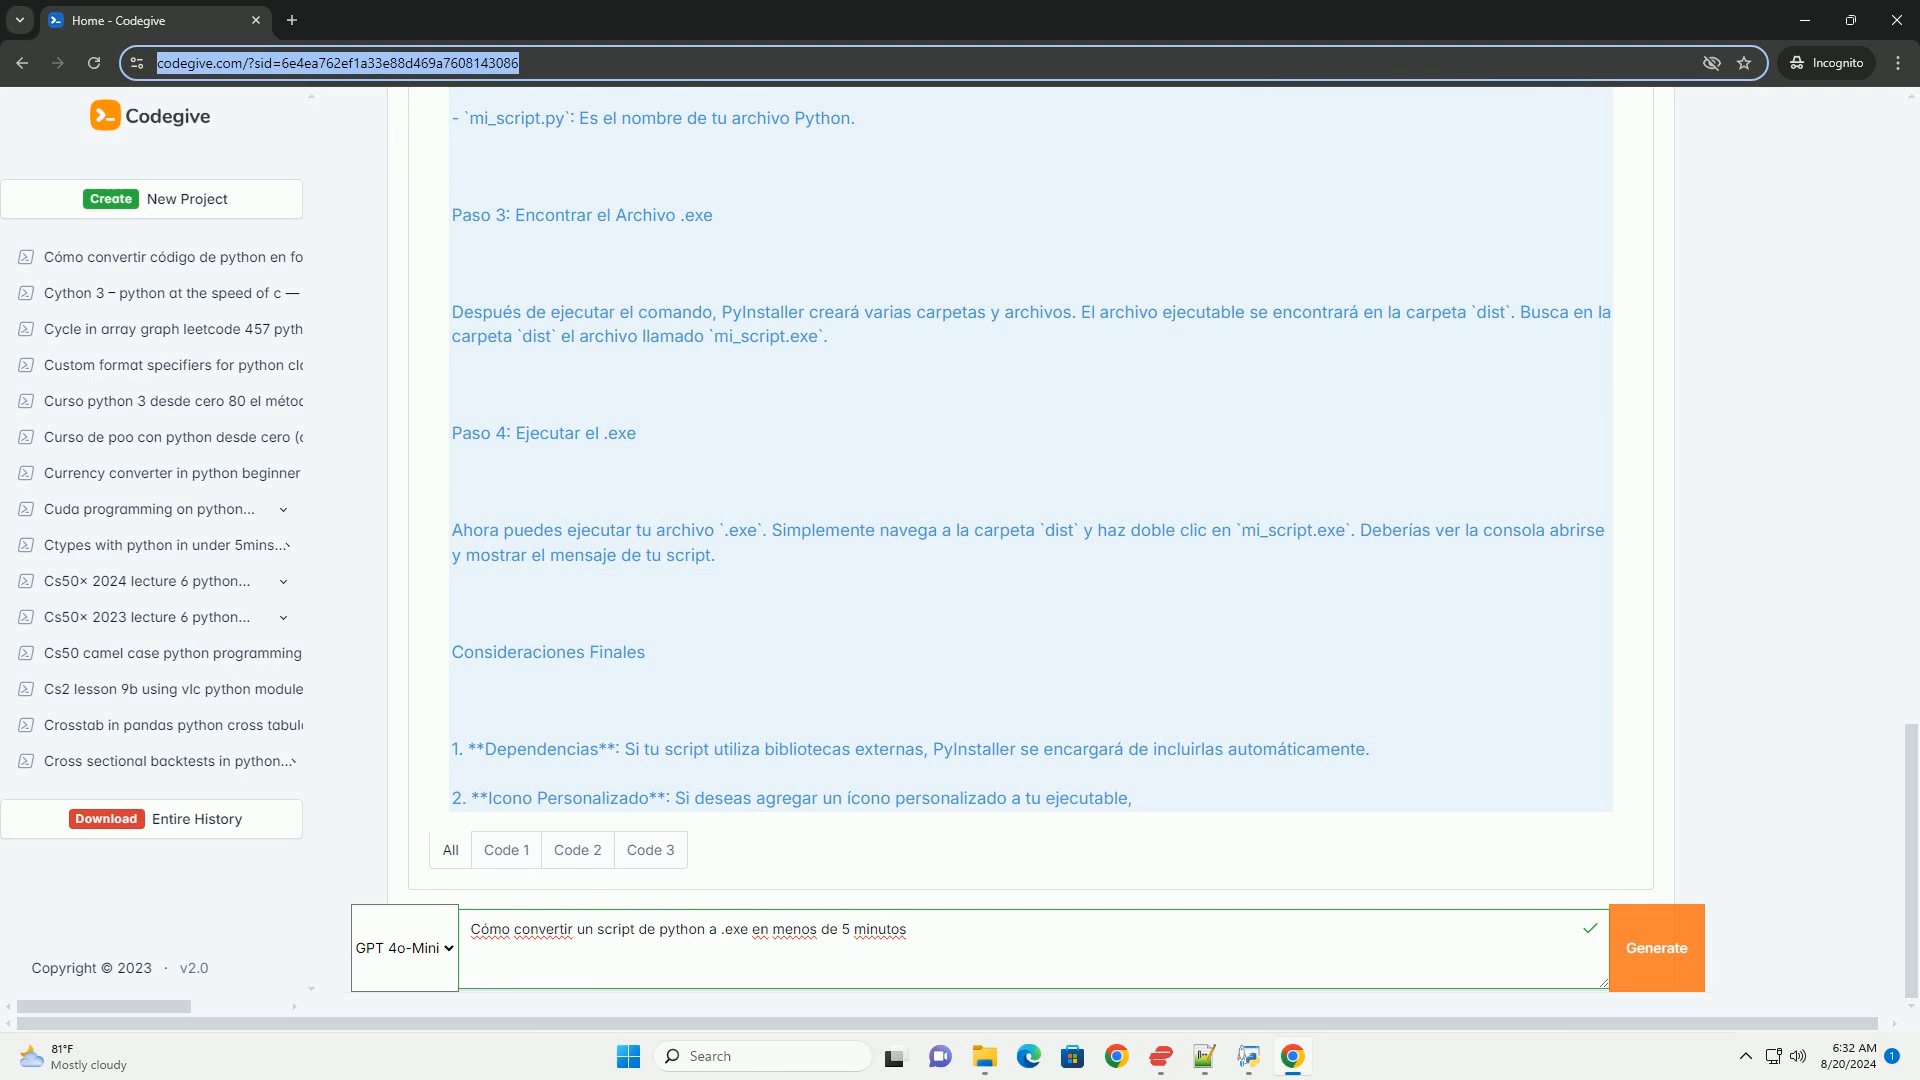 Home - Codegive
codegive.com/?sid=6e4ea762ef1a33e88d469a7608143086
Incognito
Codegive
Create New Project
Cómo convertir código de python en fo
Cython 3 – python at the speed of c —
Cycle in array graph leetcode 457 pyth
Custom format specifiers for python cla
Curso python 3 desde cero 80 el métoc
Curso de poo con python desde cero (c
Currency converter in python beginner
Cuda programming on python...
Ctypes with python in under 5mins...
Cs50x 2024 lecture 6 python...
Cs50x 2023 lecture 6 python...
Cs50 camel case python programming
Cs2 lesson 9b using vlc python module
Crosstab in pandas python cross tabula
Cross sectional backtests in python...
Download Entire History
Copyright © 2023 · v2.0
- `mi_script.py`: Es el nombre de tu archivo Python.
Paso 3: Encontrar el Archivo .exe
Después de ejecutar el comando, PyInstaller creará varias carpetas y archivos. El archivo ejecutable se encontrará en la carpeta `dist`. Busca en la
carpeta `dist` el archivo llamado `mi_script.exe`.
Paso 4: Ejecutar el .exe
Ahora puedes ejecutar tu archivo `.exe`. Simplemente navega a la carpeta `dist` y haz doble clic en `mi_script.exe`. Deberías ver la consola abrirse
y mostrar el mensaje de tu script.
Consideraciones Finales
1. **Dependencias**: Si tu script utiliza bibliotecas externas, PyInstaller se encargará de incluirlas automáticamente.
2. **Icono Personalizado**: Si deseas agregar un ícono personalizado a tu ejecutable,
All Code 1 Code 2 Code 3
GPT 4o-Mini
Cómo convertir un script de python a .exe en menos de 5 minutos
Generate
81°F
Mostly cloudy
Search
6:32 AM
8/20/2024
1